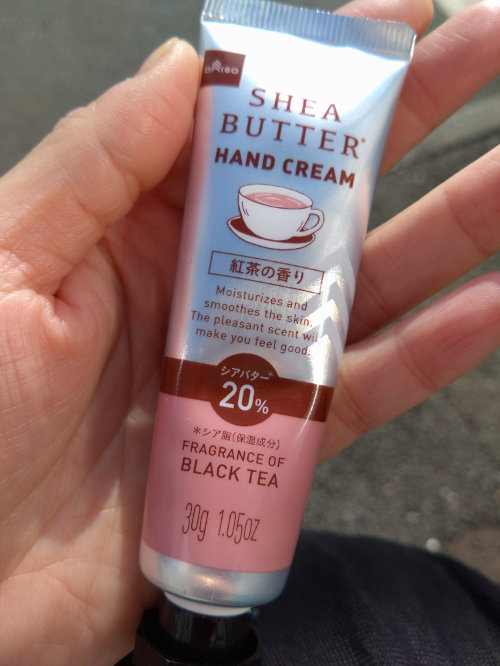 DAISO
SHEA
BUTTER*
HAND CREAM
紅茶の香り
Moisturizes and
smoothes the skin.
The pleasant scent will
make you feel good.
シアバター*
20%
*シア脂(保湿成分)
FRAGRANCE OF
BLACK TEA
30g 1.05oz